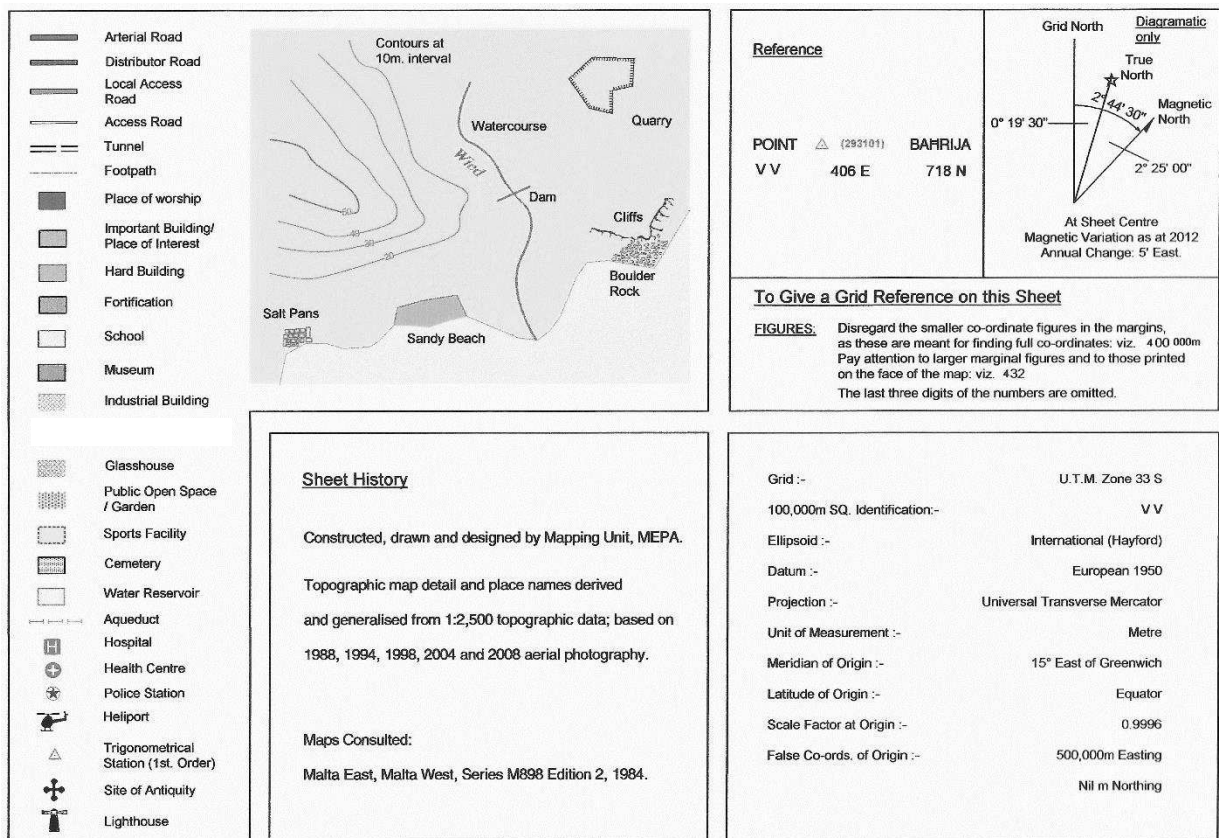 Arterial Road
Distributor Road
Local Access
Road
Access Road
Tunnel
Footpath
Place of worship
Important Building/
Place of Interest
Hard Building
Fortification
School
Museum
Industrial Building
Glasshouse
Public Open Space
/ Garden
Sports Facility
Cemetery
Water Reservoir
Aqueduct
H
Hospital
Health Centre
Police Station
Heliport
Trigonometrical
Station (1st. Order)
Site of Antiquity
Lighthouse
Contours at
10m. interval
Watercourse
Quarry
Wied
Dam
Cliffs
50
40
30
20
Boulder
Rock
Salt Pans
Sandy Beach
Reference
POINT (293101) BAĦRIJA
V V 406 E 718 N
Grid North
Diagramatic
only
True
North
2° 44' 30"
Magnetic
North
0° 19' 30"
2° 25' 00"
At Sheet Centre
Magnetic Variation as at 2012
Annual Change: 5' East.
To Give a Grid Reference on this Sheet
FIGURES: Disregard the smaller co-ordinate figures in the margins,
as these are meant for finding full co-ordinates: viz. 400 000m
Pay attention to larger marginal figures and to those printed
on the face of the map: viz. 432
The last three digits of the numbers are omitted.
Sheet History
Constructed, drawn and designed by Mapping Unit, MEPA.
Topographic map detail and place names derived
and generalised from 1:2,500 topographic data; based on
1988, 1994, 1998, 2004 and 2008 aerial photography.
Maps Consulted:
Malta East, Malta West, Series M898 Edition 2, 1984.
Grid :- U.T.M. Zone 33 S
100,000m SQ. Identification:- V V
Ellipsoid :- International (Hayford)
Datum :- European 1950
Projection :- Universal Transverse Mercator
Unit of Measurement :- Metre
Meridian of Origin :- 15° East of Greenwich
Latitude of Origin :- Equator
Scale Factor at Origin :- 0.9996
False Co-ords. of Origin :- 500,000m Easting
Nil m Northing